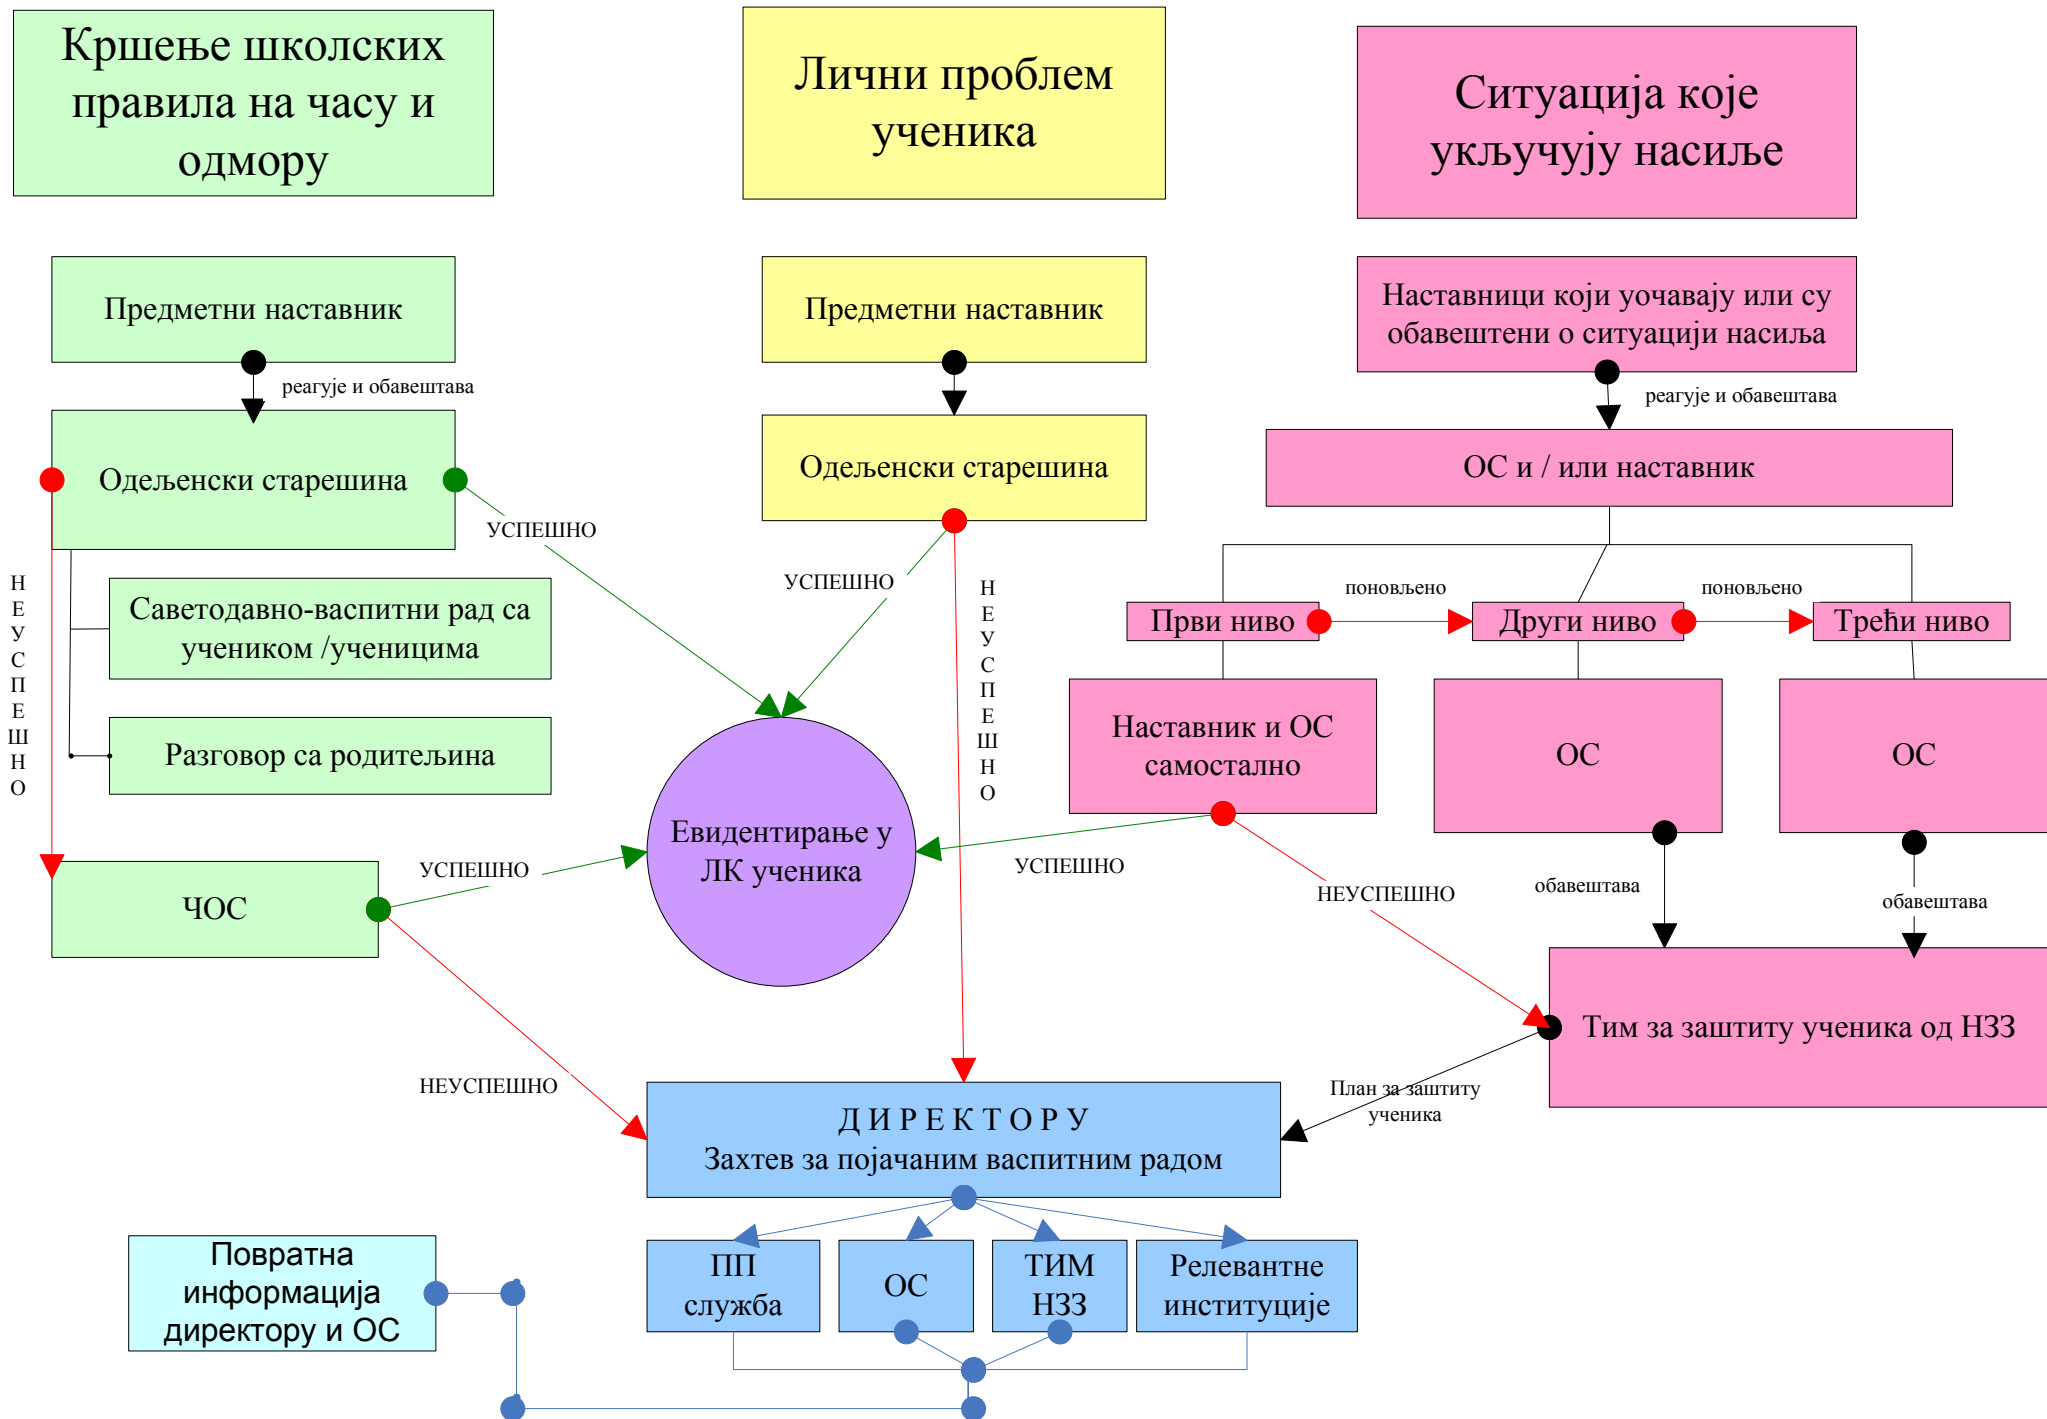 Кршење школских
правила на часу и
одмору
Лични проблем
ученика
Ситуација које
укључују насиље
Предметни наставник
Предметни наставник
Наставници који уочавају или су
обавештени о ситуацији насиља
реагује и обавештава
реагује и обавештава
Одељенски старешина
Одељенски старешина
ОС и / или наставник
УСПЕШНО
УСПЕШНО
НЕУСПЕШНО
НЕУСПЕШНО
поновљено
поновљено
Први ниво
Други ниво
Трећи ниво
Саветодавно-васпитни рад са
учеником /ученицима
Разговор са родитељина
Наставник и ОС
самостално
ОС
ОС
Евидентирање у
ЛК ученика
УСПЕШНО
УСПЕШНО
НЕУСПЕШНО
обавештава
обавештава
ЧОС
Тим за заштиту ученика од НЗЗ
НЕУСПЕШНО
План за заштиту
ученика
Д И Р Е К Т О Р У
Захтев за појачаним васпитним радом
Повратна
информација
директору и ОС
ПП
служба
ОС
ТИМ
НЗЗ
Релевантне
институције